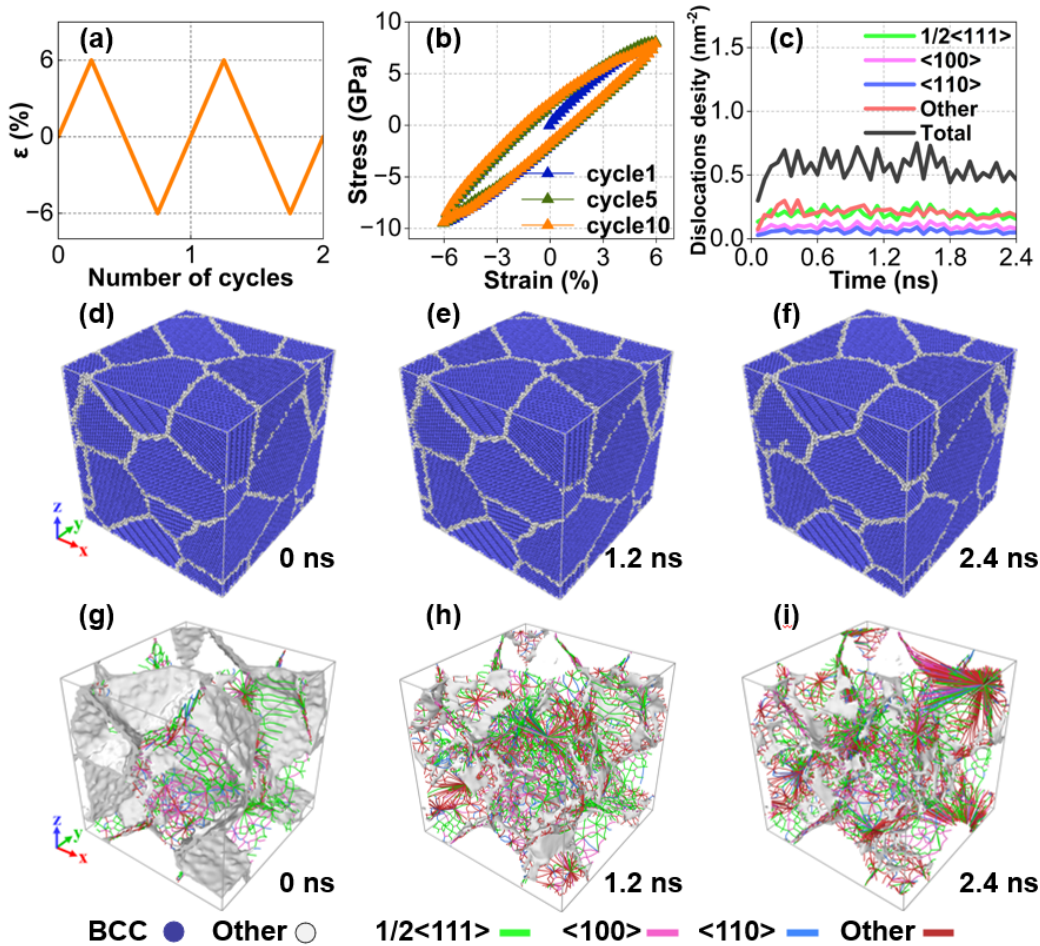 (a)
6
0
−6
ε (%)
0
1
2
Number of cycles
(b)
10
5
0
−5
−10
Stress (GPa)
cycle1
cycle5
cycle10
−6
−3
0
3
6
Strain (%)
(c)
1.5
1.0
0.5
0.0
Dislocations desity (nm⁻²)
1/2<111>
<100>
<110>
Other
Total
0.0
0.6
1.2
1.8
2.4
Time (ns)
(d)
z
y
x
0 ns
(e)
1.2 ns
(f)
2.4 ns
(g)
z
y
x
0 ns
(h)
1.2 ns
(i)
2.4 ns
BCC Other 1/2<111> <100> <110> Other